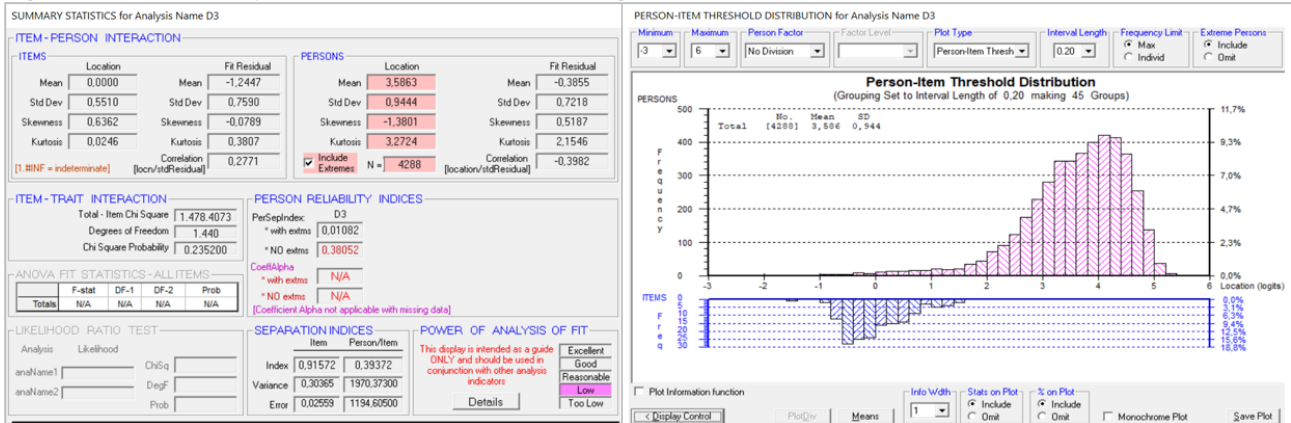 SUMMARY STATISTICS for Analysis Name D3
ITEM-PERSON INTERACTION
ITEMS
Location Fit Residual
Mean 0,0000 Mean -1,2447
Std Dev 0,5510 Std Dev 0,7590
Skewness 0,6362 Skewness -0,0789
Kurtosis 0,0246 Kurtosis 0,3807
[1.#INF = indeterminate] Correlation [locn/stdResidual] 0,2771
PERSONS
Location Fit Residual
Mean 3,5863 Mean -0,3855
Std Dev 0,9444 Std Dev 0,7218
Skewness -1,3801 Skewness 0,5187
Kurtosis 3,2724 Kurtosis 2,1546
Include Extremes N = 4288 Correlation [location/stdResidual] -0,3982
ITEM-TRAIT INTERACTION
Total - Item Chi Square 1.478.4073
Degrees of Freedom 1.440
Chi Square Probability 0.235200
PERSON RELIABILITY INDICES
PerSepIndex: D3
* with extms 0,01082
* NO extms 0,38052
CoeffAlpha
* with extms N/A
* NO extms N/A
[Coefficient Alpha not applicable with missing data]
ANOVA FIT STATISTICS - ALL ITEMS
F-stat DF-1 DF-2 Prob
Totals N/A N/A N/A N/A
LIKELIHOOD RATIO TEST
Analysis Likelihood
anaName1 ChiSq
anaName2 DegF
Prob
SEPARATION INDICES
Item Person/Item
Index 0,91572 0,39372
Variance 0,30365 1970,37300
Error 0,02559 1194,60500
POWER OF ANALYSIS OF FIT
This display is intended as a guide
ONLY and should be used in
conjunction with other analysis
indicators
Details
Excellent
Good
Reasonable
Low
Too Low
PERSON-ITEM THRESHOLD DISTRIBUTION for Analysis Name D3
Minimum Maximum Person Factor Factor Level Plot Type Interval Length Frequency Limit Extreme Persons
-3 6 No Division Person-Item Thresh 0.20 Max Include
Individ Omit
Person-Item Threshold Distribution
(Grouping Set to Interval Length of 0,20 making 45 Groups)
PERSONS
No. Mean SD
Total [4288] 3,586 0,944
Frequency
500 11,7%
400 9,3%
300 7,0%
200 4,7%
100 2,3%
0 0,0%
-3 -2 -1 0 1 2 3 4 5 6 Location (logits)
ITEMS
Freq
0 0,0%
5 3,1%
10 6,3%
15 9,4%
20 12,5%
25 15,6%
30 18,8%
Plot Information function
Info Wdth Stats on Plot % on Plot
1 Include Include
Omit Omit
< Display Control PlotDiv Means Monochrome Plot Save Plot